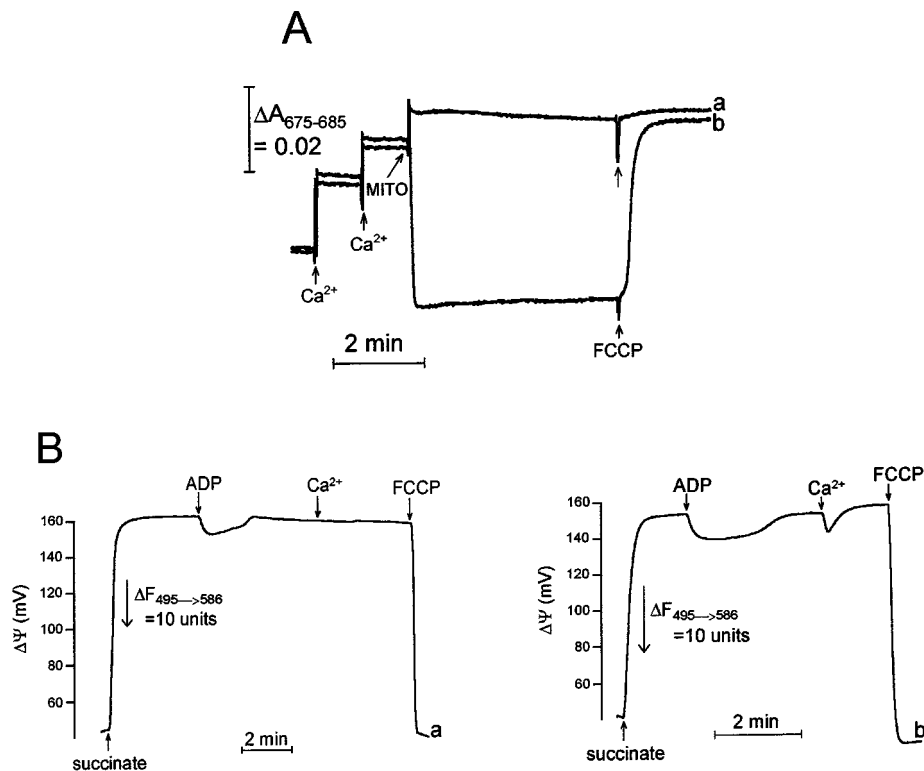 A
ΔA675-685
= 0.02
a
b
MITO
Ca2+
Ca2+
2 min
FCCP
B
ADP
Ca2+
FCCP
160
140
120
100
80
60
ΔΨ (mV)
ΔF495—>586
=10 units
2 min
succinate
a
ADP
Ca2+
FCCP
160
140
120
100
80
60
ΔΨ (mV)
ΔF495—>586
=10 units
2 min
succinate
b